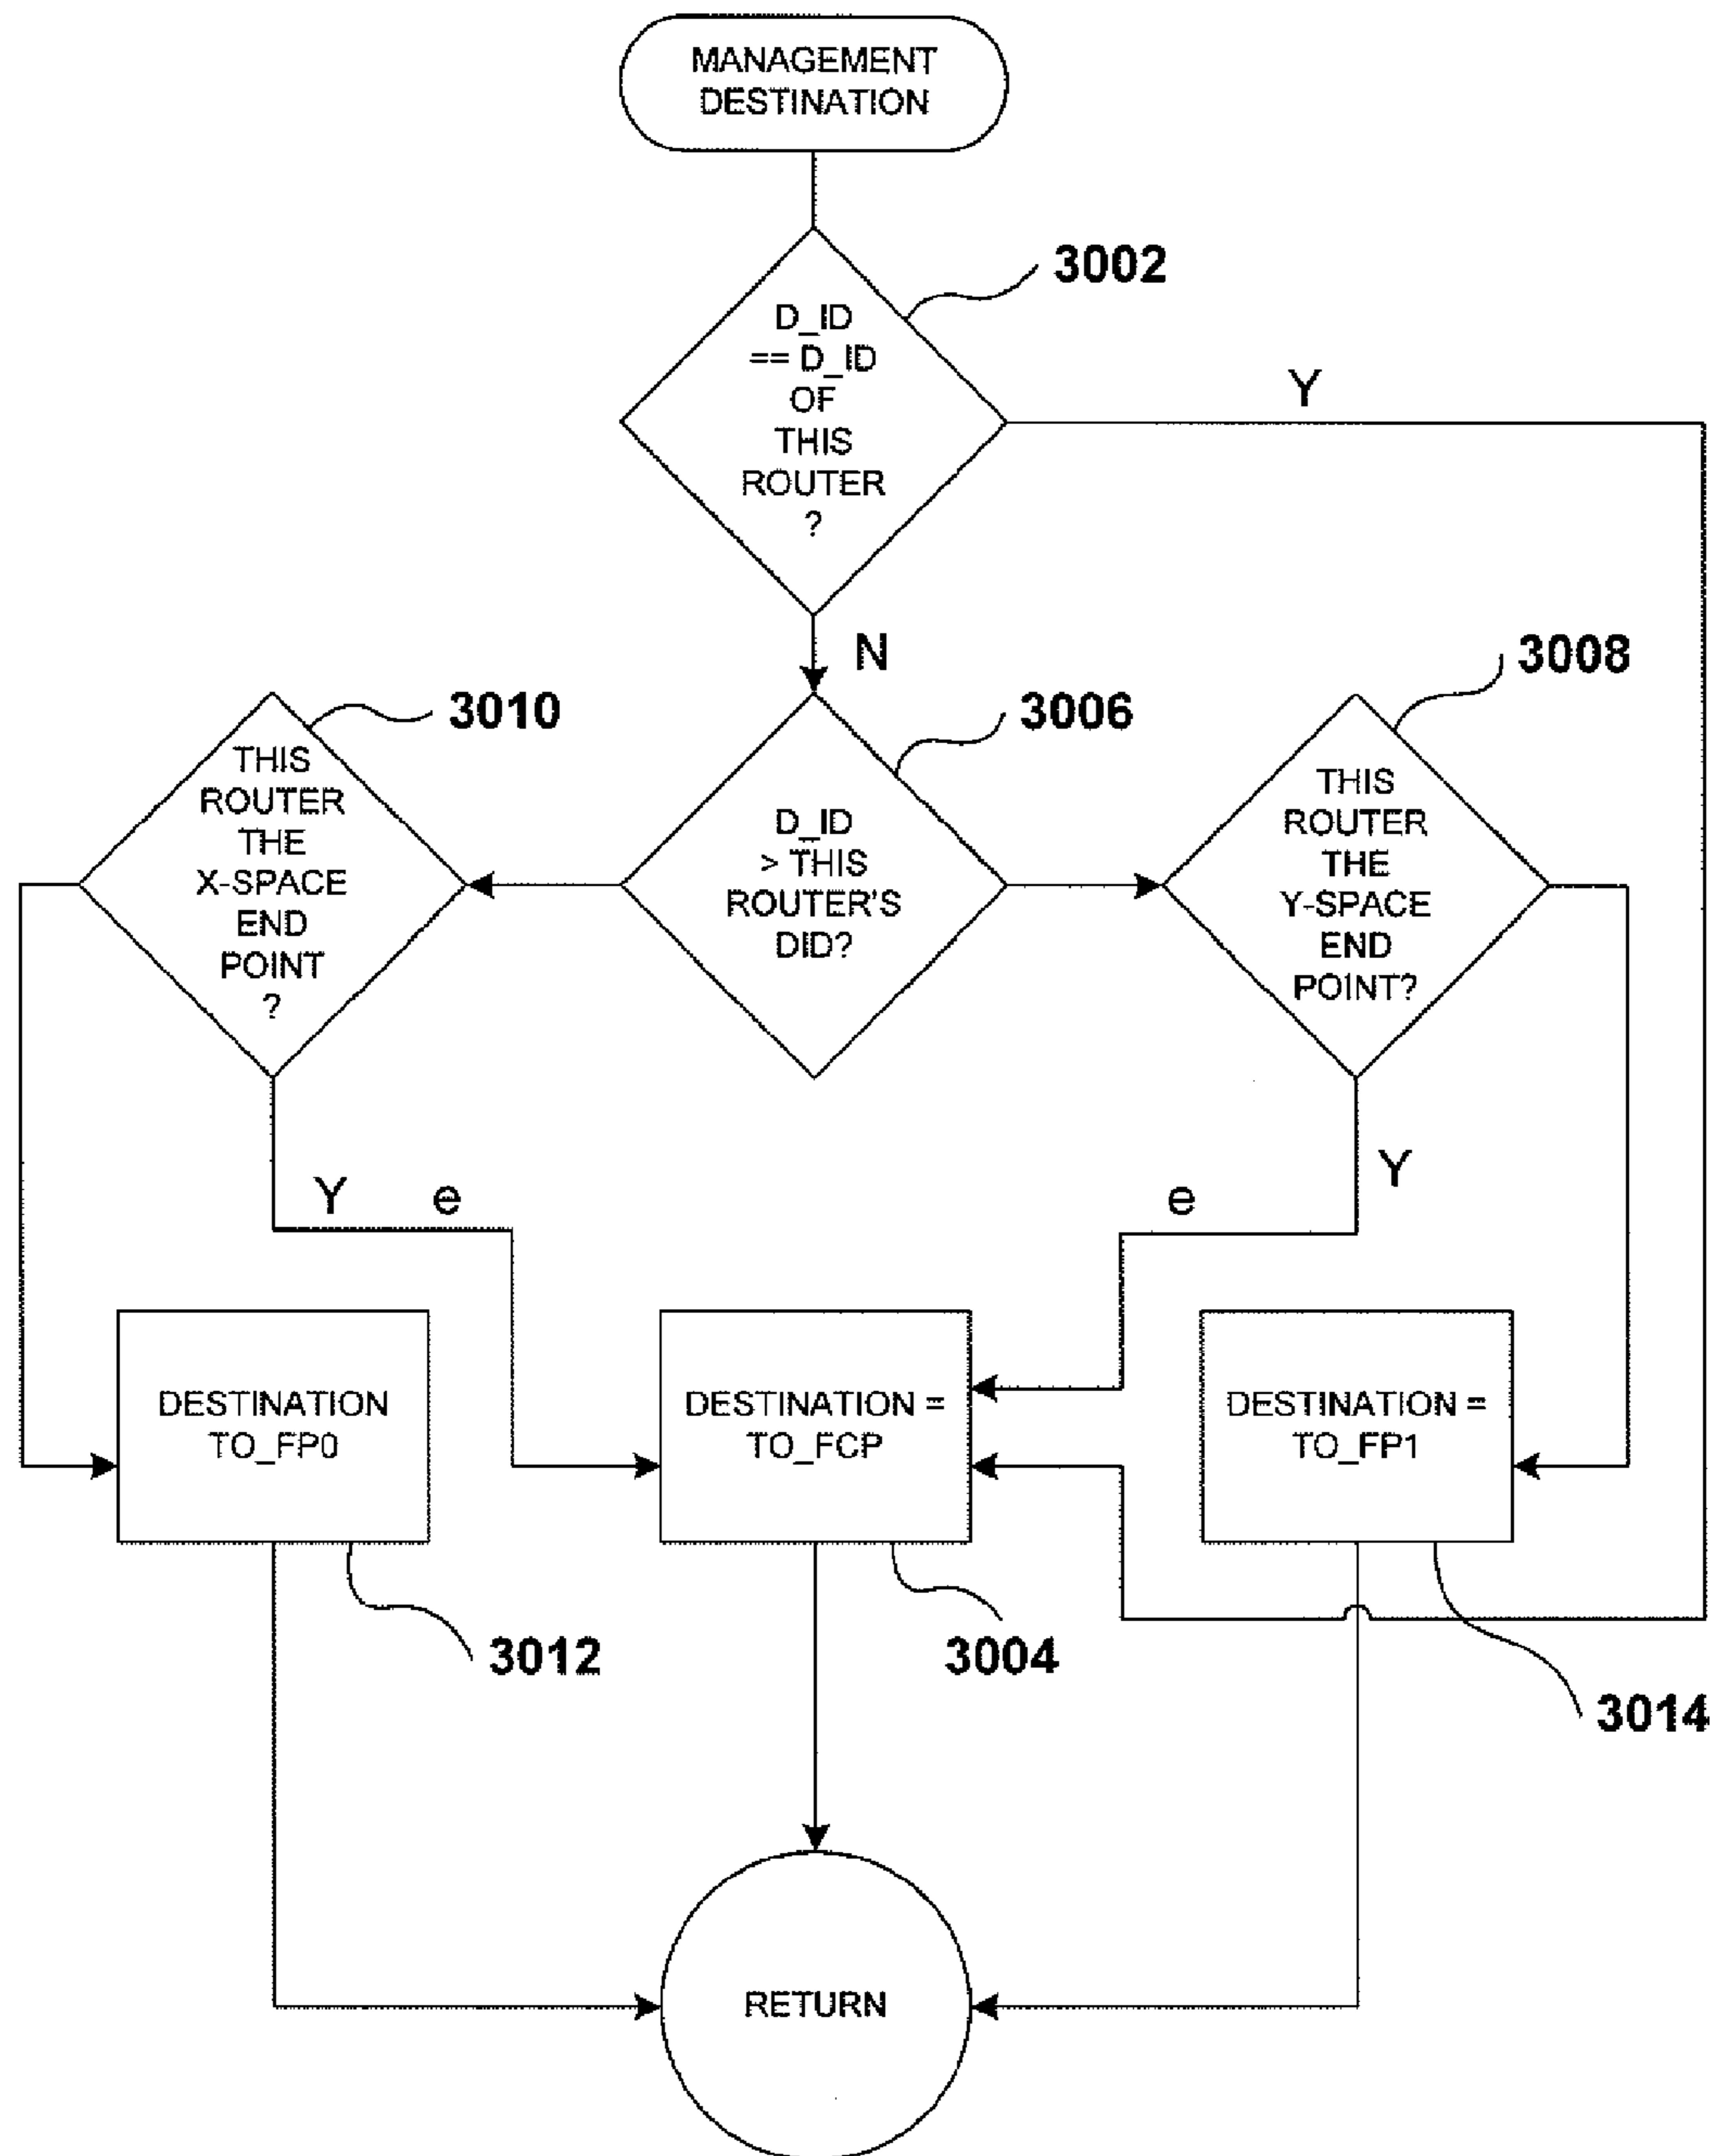 MANAGEMENT
DESTINATION
3002
D_ID
== D_ID
OF
THIS
ROUTER
?
Y
N
3010
3006
3008
THIS
ROUTER
THE
X-SPACE
END
POINT
?
D_ID
> THIS
ROUTER'S
DID?
THIS
ROUTER
THE
Y-SPACE
END
POINT?
Y e
e Y
DESTINATION
TO_FP0
DESTINATION =
TO_FCP
DESTINATION =
TO_FP1
3012
3004
3014
RETURN